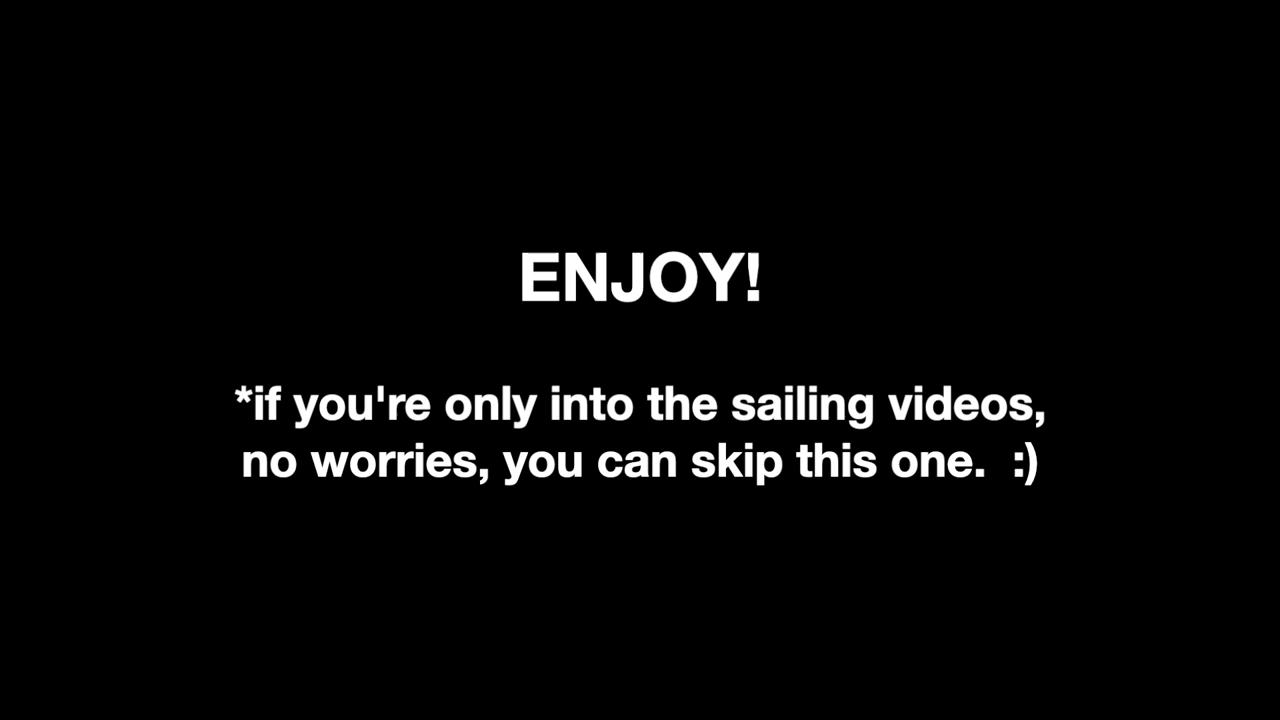 ENJOY!
*if you're only into the sailing videos,
no worries, you can skip this one.  :)